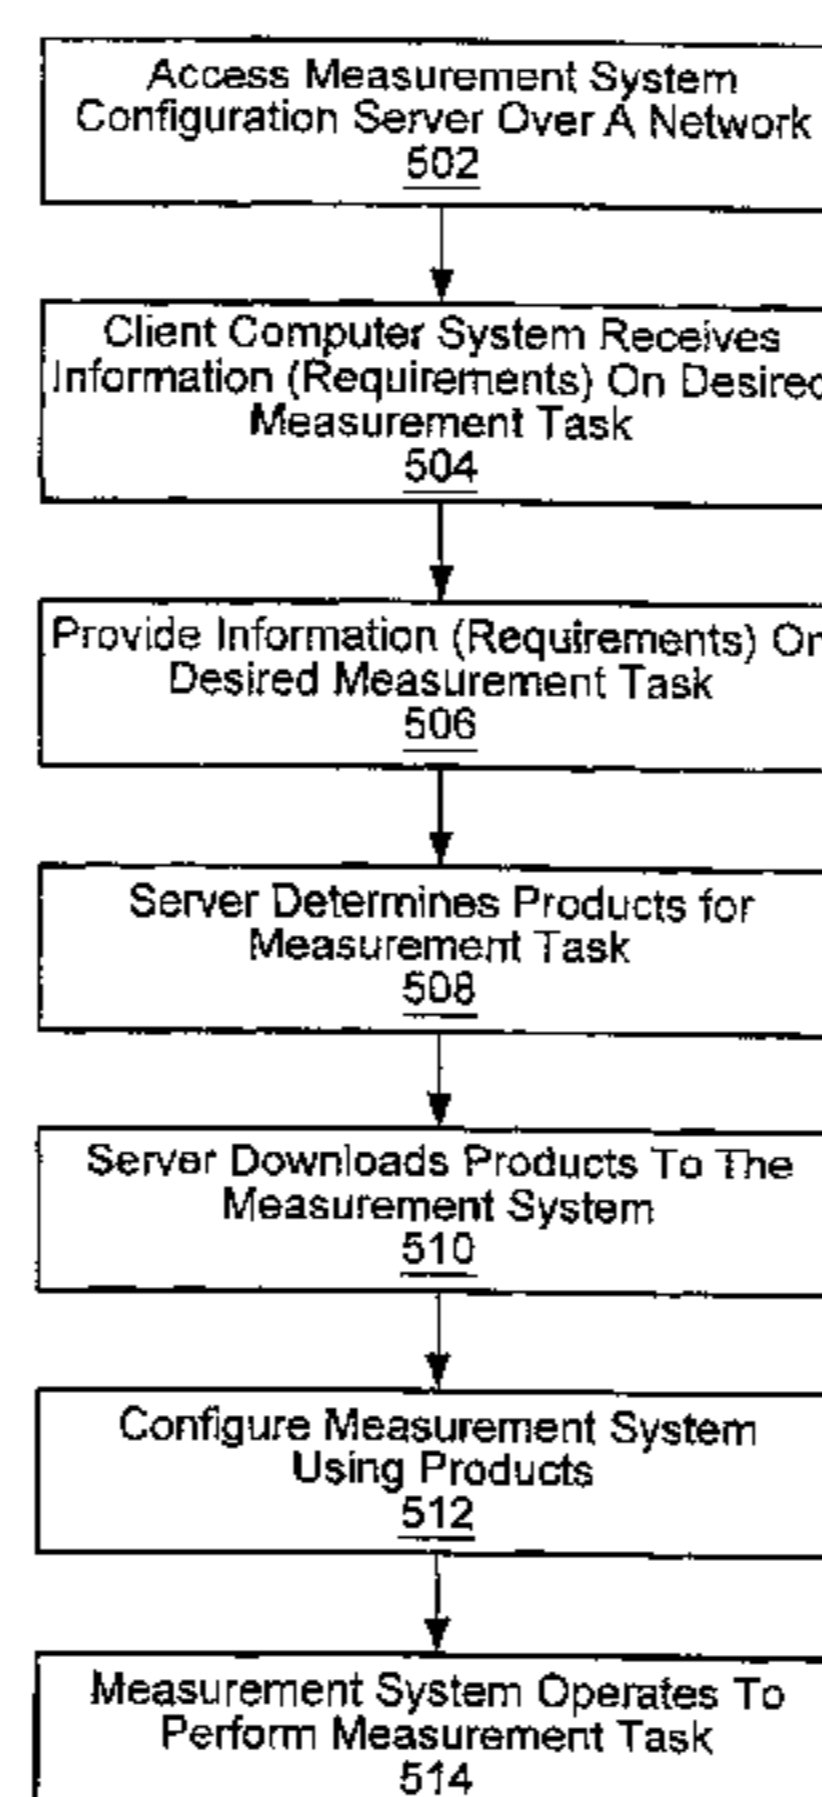 Access Measurement System
Configuration Server Over A Network
502
Client Computer System Receives
Information (Requirements) On Desired
Measurement Task
504
Provide Information (Requirements) On
Desired Measurement Task
506
Server Determines Products for
Measurement Task
508
Server Downloads Products To The
Measurement System
510
Configure Measurement System
Using Products
512
Measurement System Operates To
Perform Measurement Task
514